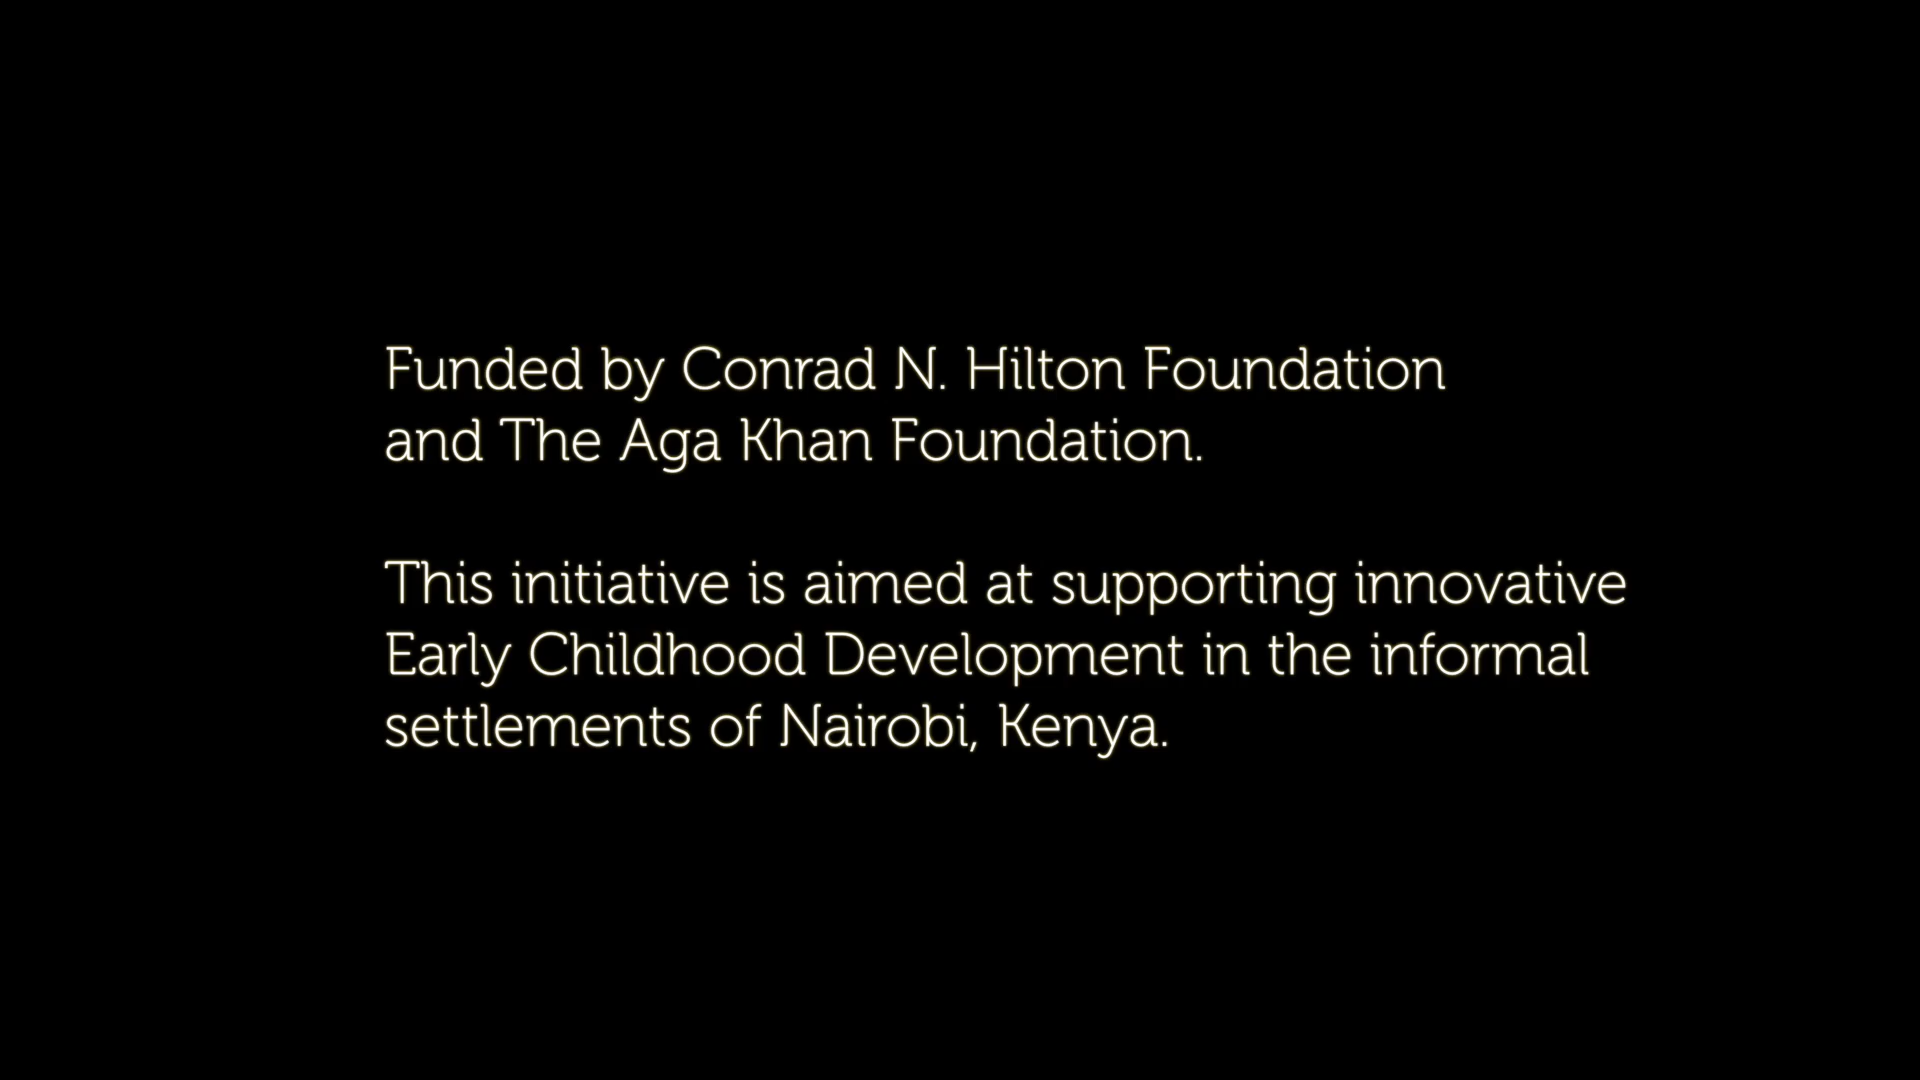 Funded by Conrad N. Hilton Foundation
and The Aga Khan Foundation.
This initiative is aimed at supporting innovative
Early Childhood Development in the informal
settlements of Nairobi, Kenya.